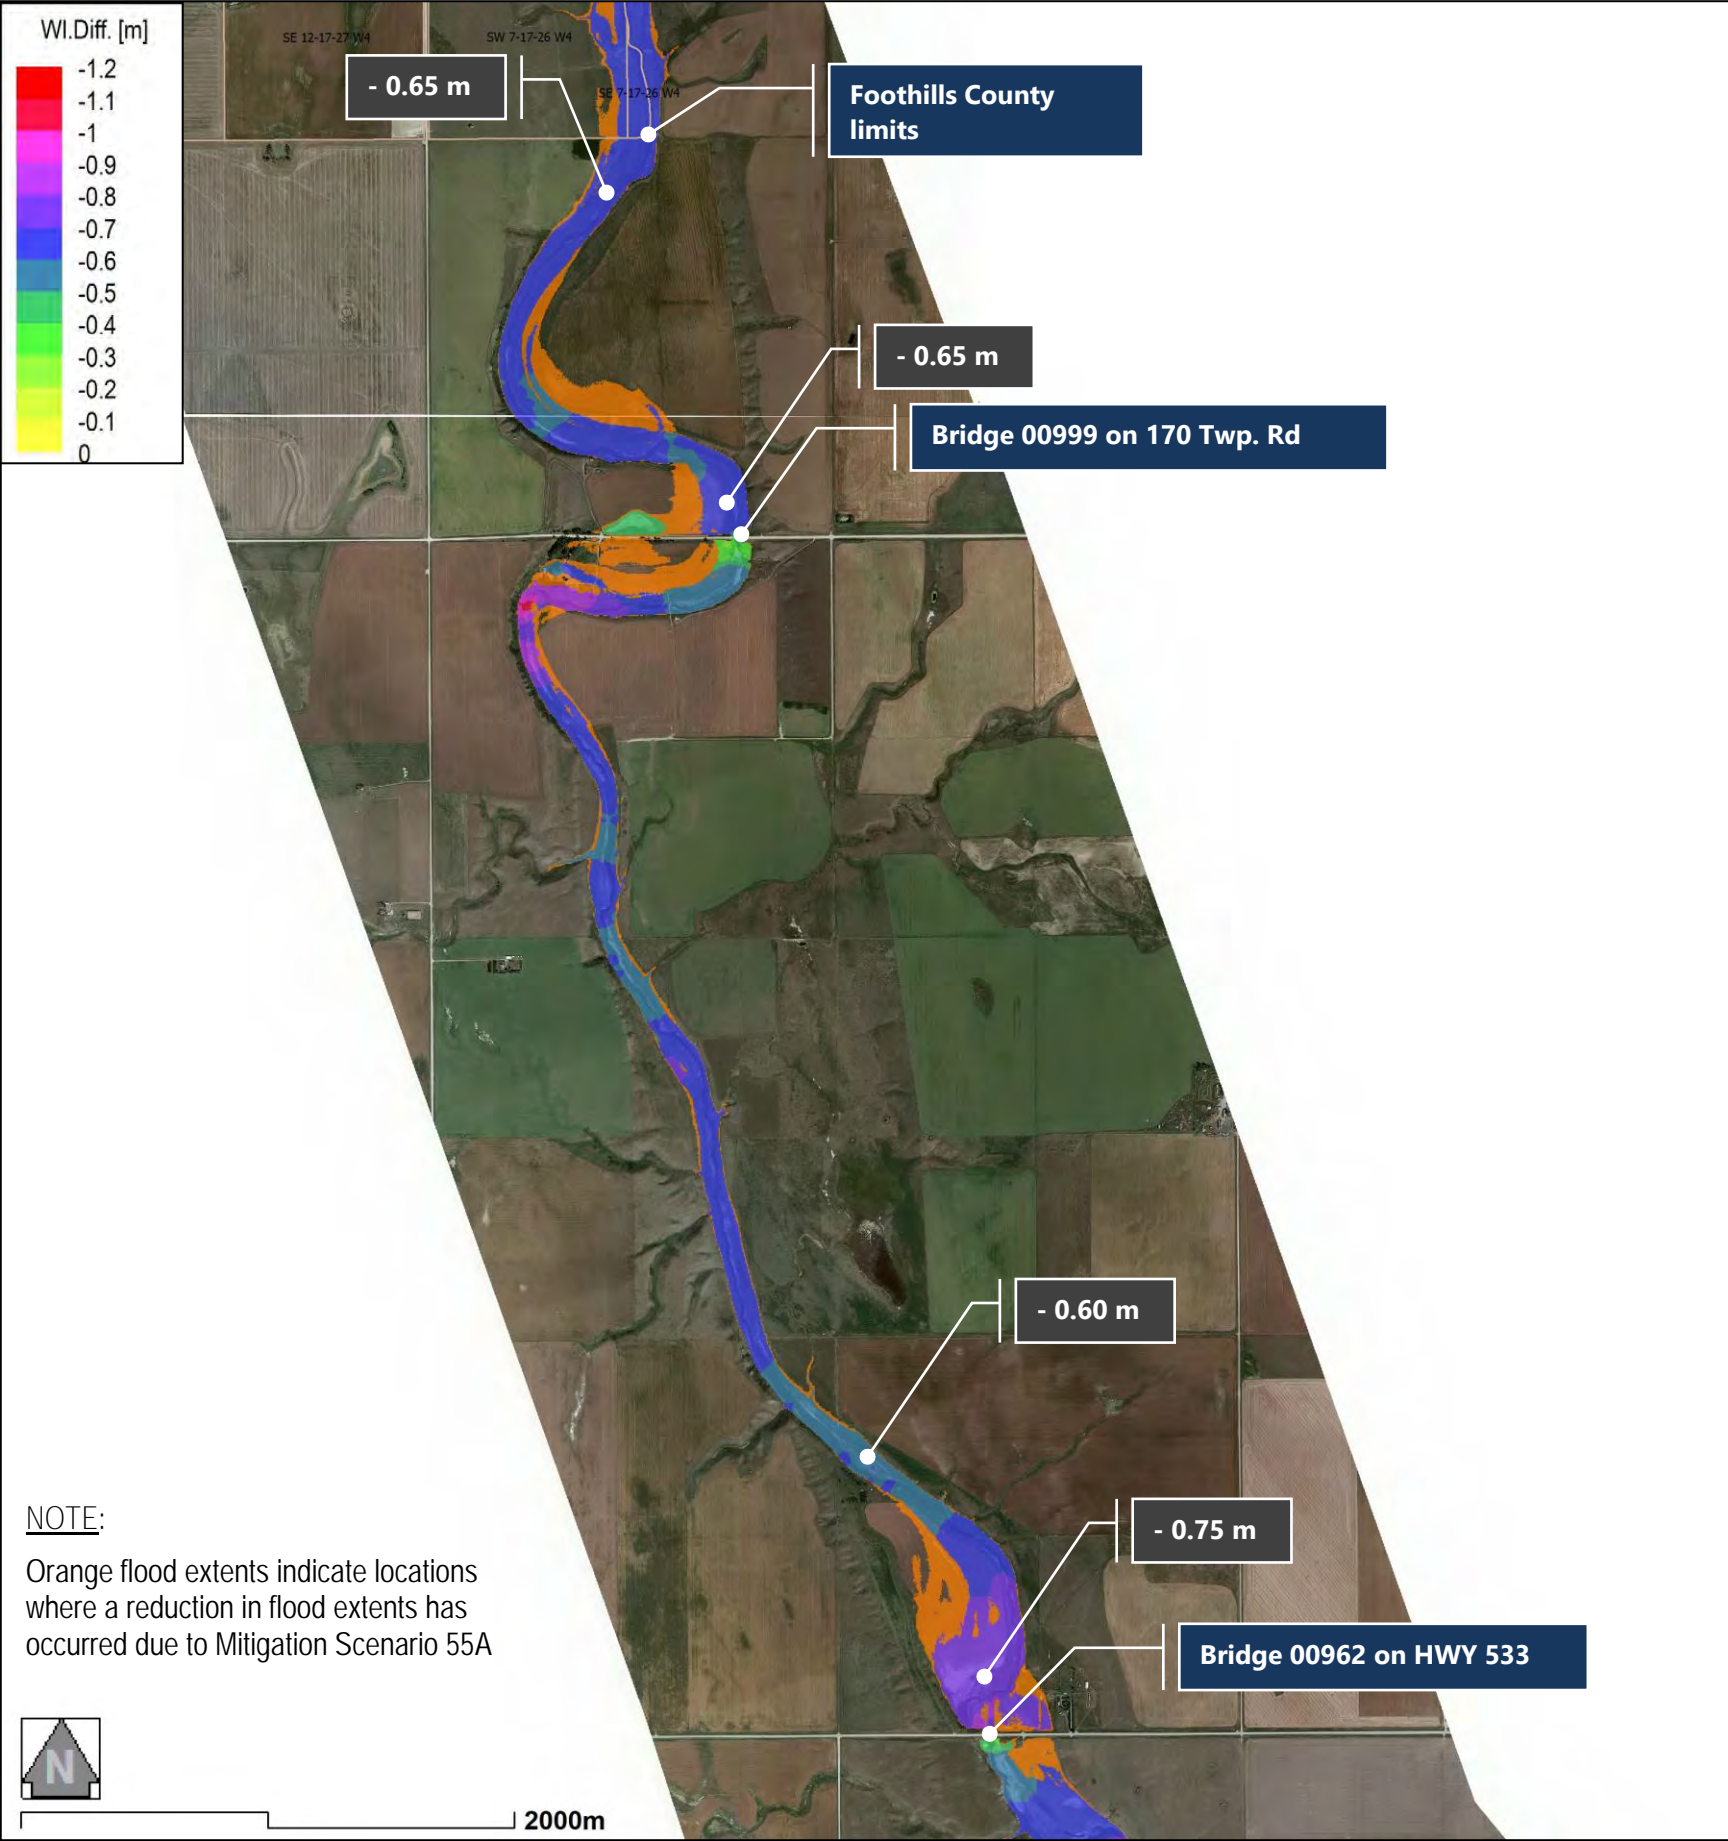 Wl.Diff. [m]
-1.2
-1.1
-1
-0.9
-0.8
-0.7
-0.6
-0.5
-0.4
-0.3
-0.2
-0.1
0
SE 12-17-27 W4
SW 7-17-26 W4
SE 7-17-26 W4
- 0.65 m
Foothills County
limits
- 0.65 m
Bridge 00999 on 170 Twp. Rd
- 0.60 m
- 0.75 m
Bridge 00962 on HWY 533
NOTE:
Orange flood extents indicate locations
where a reduction in flood extents has
occurred due to Mitigation Scenario 55A
N
2000m